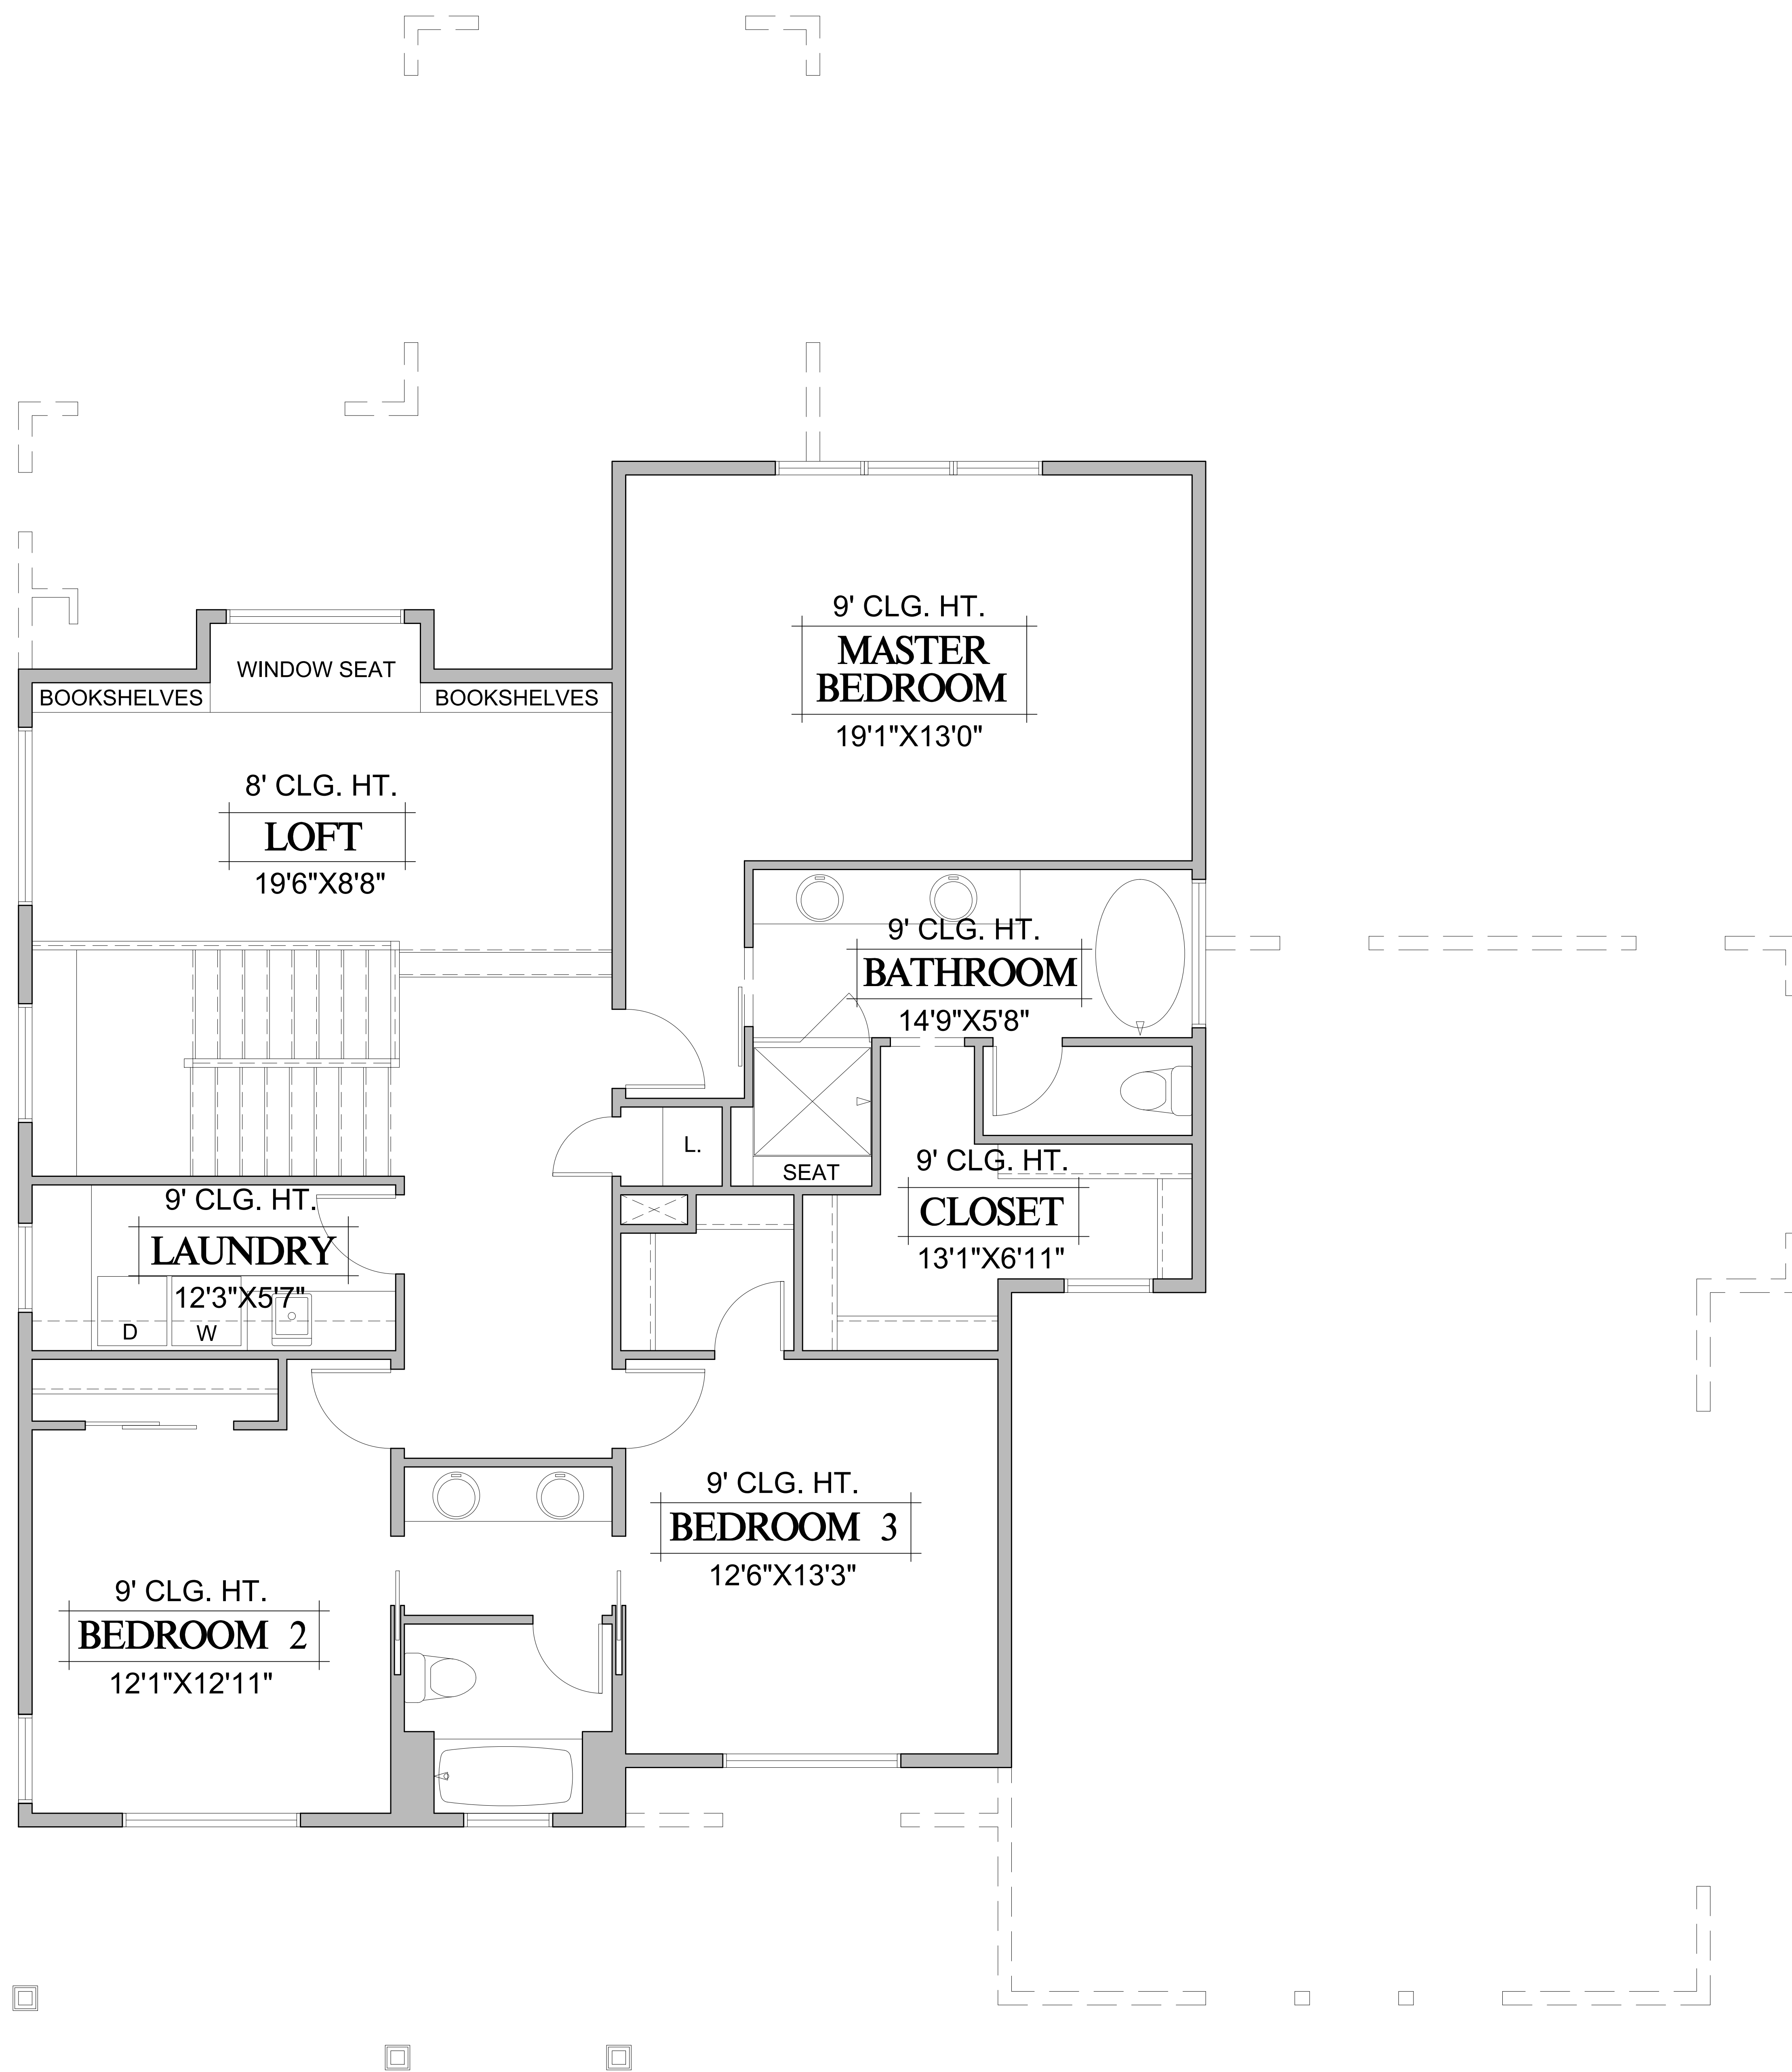 9' CLG. HT.
MASTER
BEDROOM
19'1"X13'0"
WINDOW SEAT
BOOKSHELVES
BOOKSHELVES
8' CLG. HT.
LOFT
19'6"X8'8"
9' CLG. HT.
BATHROOM
14'9"X5'8"
L.
SEAT
9' CLG. HT.
CLOSET
13'1"X6'11"
9' CLG. HT.
LAUNDRY
12'3"X5'7"
D
W
9' CLG. HT.
BEDROOM 3
12'6"X13'3"
9' CLG. HT.
BEDROOM 2
12'1"X12'11"